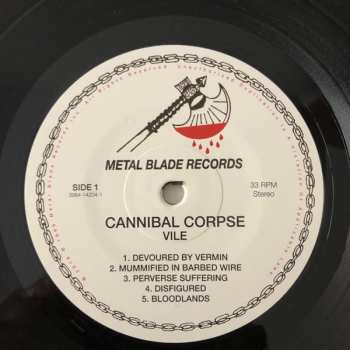 METAL BLADE RECORDS
SIDE 1
33 RPM
Stereo
CANNIBAL CORPSE
VILE
1. DEVOURED BY VERMIN
2. MUMMIFIED IN BARBED WIRE
3. PERVERSE SUFFERING
4. DISFIGURED
5. BLOODLANDS